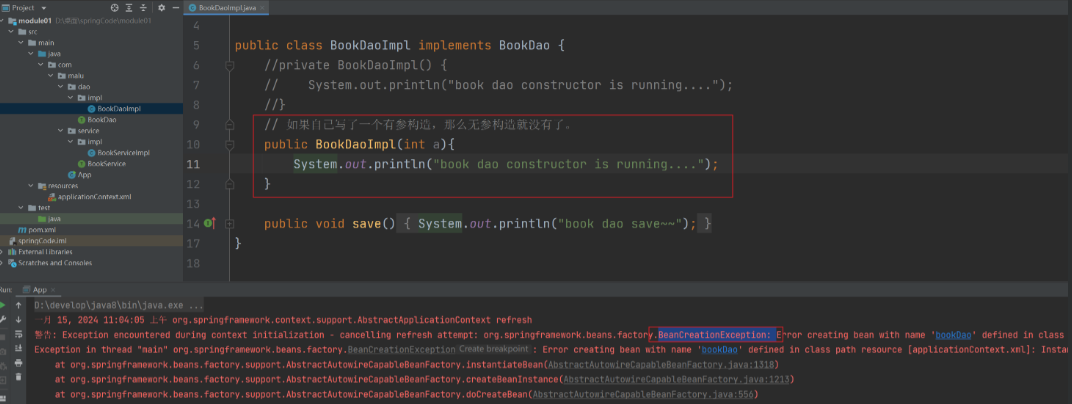 Project
module01 D:\桌面\springCode\module01
src
main
java
com
malu
dao
impl
BookDaoImpl
BookDao
service
impl
BookServiceImpl
BookService
App
resources
applicationContext.xml
test
java
pom.xml
springCode.iml
External Libraries
Scratches and Consoles
BookDaoImpl.java
4
5 public class BookDaoImpl implements BookDao {
6 //private BookDaoImpl() {
7 // System.out.println("book dao constructor is running....");
8 //}
9 // 如果自己写了一个有参构造,那么无参构造就没有了。
10 public BookDaoImpl(int a){
11 System.out.println("book dao constructor is running....");
12 }
13
14 public void save() { System.out.println("book dao save~~"); }
17 }
18
Run: App
D:\develop\java8\bin\java.exe ...
一月 15, 2024 11:04:05 上午 org.springframework.context.support.AbstractApplicationContext refresh
警告: Exception encountered during context initialization - cancelling refresh attempt: org.springframework.beans.factory.BeanCreationException: Error creating bean with name 'bookDao' defined in class
Exception in thread "main" org.springframework.beans.factory.BeanCreationException Create breakpoint : Error creating bean with name 'bookDao' defined in class path resource [applicationContext.xml]: Instan
at org.springframework.beans.factory.support.AbstractAutowireCapableBeanFactory.instantiateBean(AbstractAutowireCapableBeanFactory.java:1318)
at org.springframework.beans.factory.support.AbstractAutowireCapableBeanFactory.createBeanInstance(AbstractAutowireCapableBeanFactory.java:1213)
at org.springframework.beans.factory.support.AbstractAutowireCapableBeanFactory.doCreateBean(AbstractAutowireCapableBeanFactory.java:556)